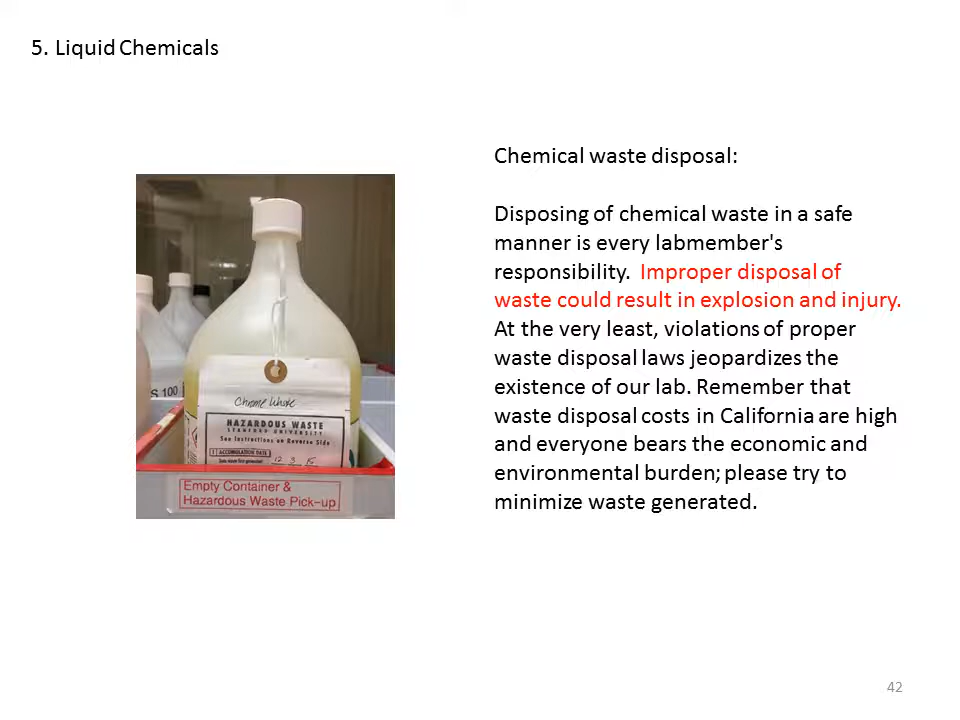 5. Liquid Chemicals
Chemical waste disposal:
Disposing of chemical waste in a safe
manner is every labmember's
responsibility. Improper disposal of
waste could result in explosion and injury.
At the very least, violations of proper
waste disposal laws jeopardizes the
existence of our lab. Remember that
waste disposal costs in California are high
and everyone bears the economic and
environmental burden; please try to
minimize waste generated.
S 100
Chrome Waste
HAZARDOUS WASTE
STANFORD UNIVERSITY
See Instructions on Reverse Side
ACCUMULATION DATE
Date waste first generated: 12 3 15
Empty Container &
Hazardous Waste Pick-up
42